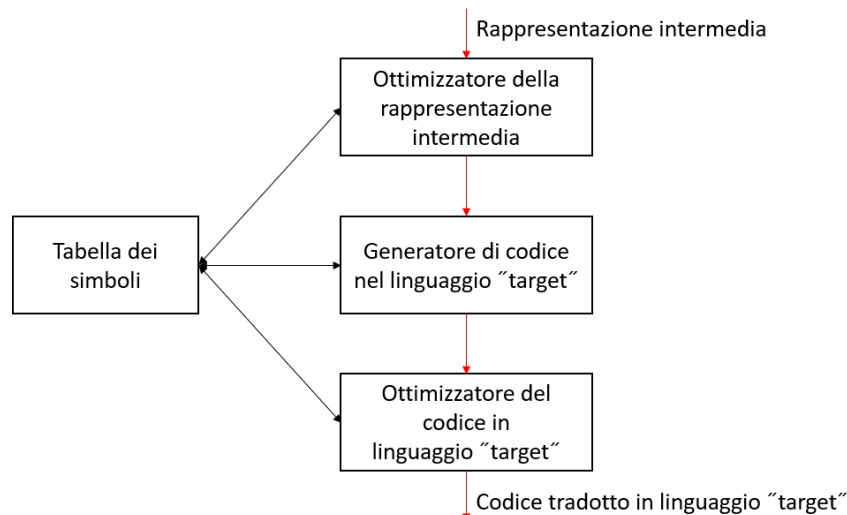 Rappresentazione intermedia
Ottimizzatore della
rappresentazione
intermedia
Tabella dei
simboli
Generatore di codice
nel linguaggio ˝target˝
Ottimizzatore del
codice in
linguaggio ˝target˝
Codice tradotto in linguaggio ˝target˝